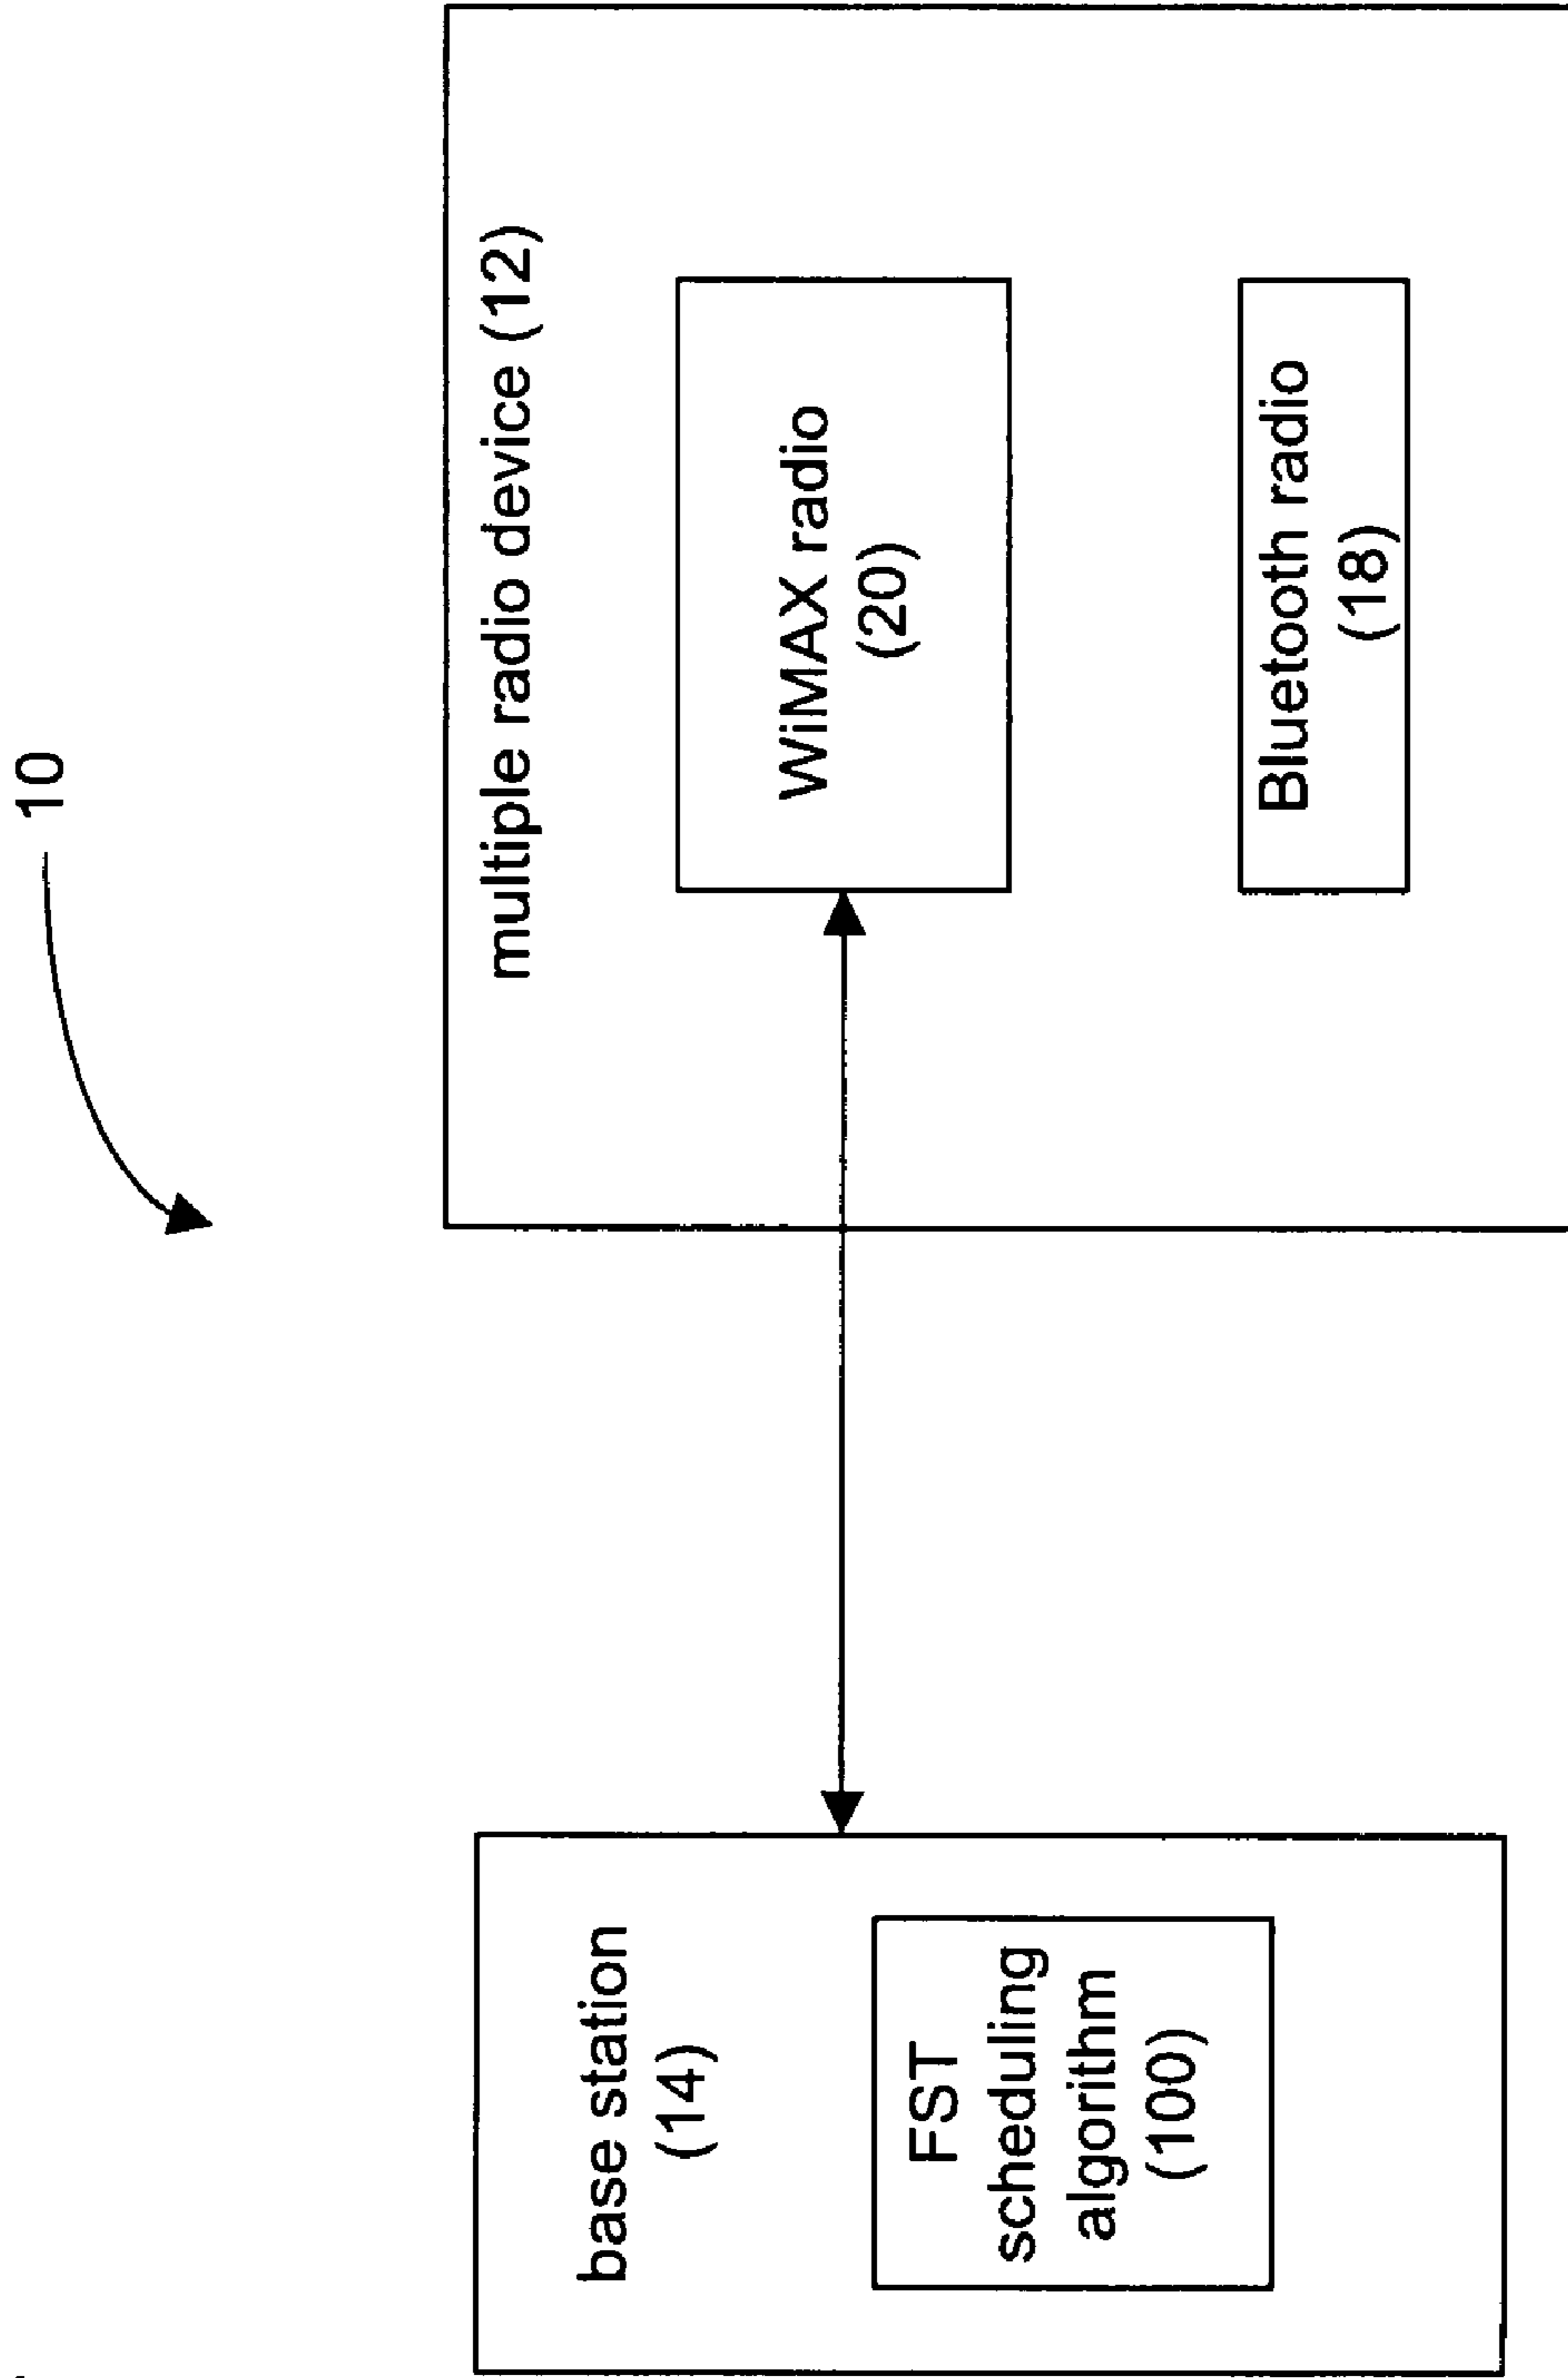 10
multiple radio device (12)
WiMAX radio
(20)
Bluetooth radio
(18)
base station
(14)
FST
scheduling
algorithm
(100)